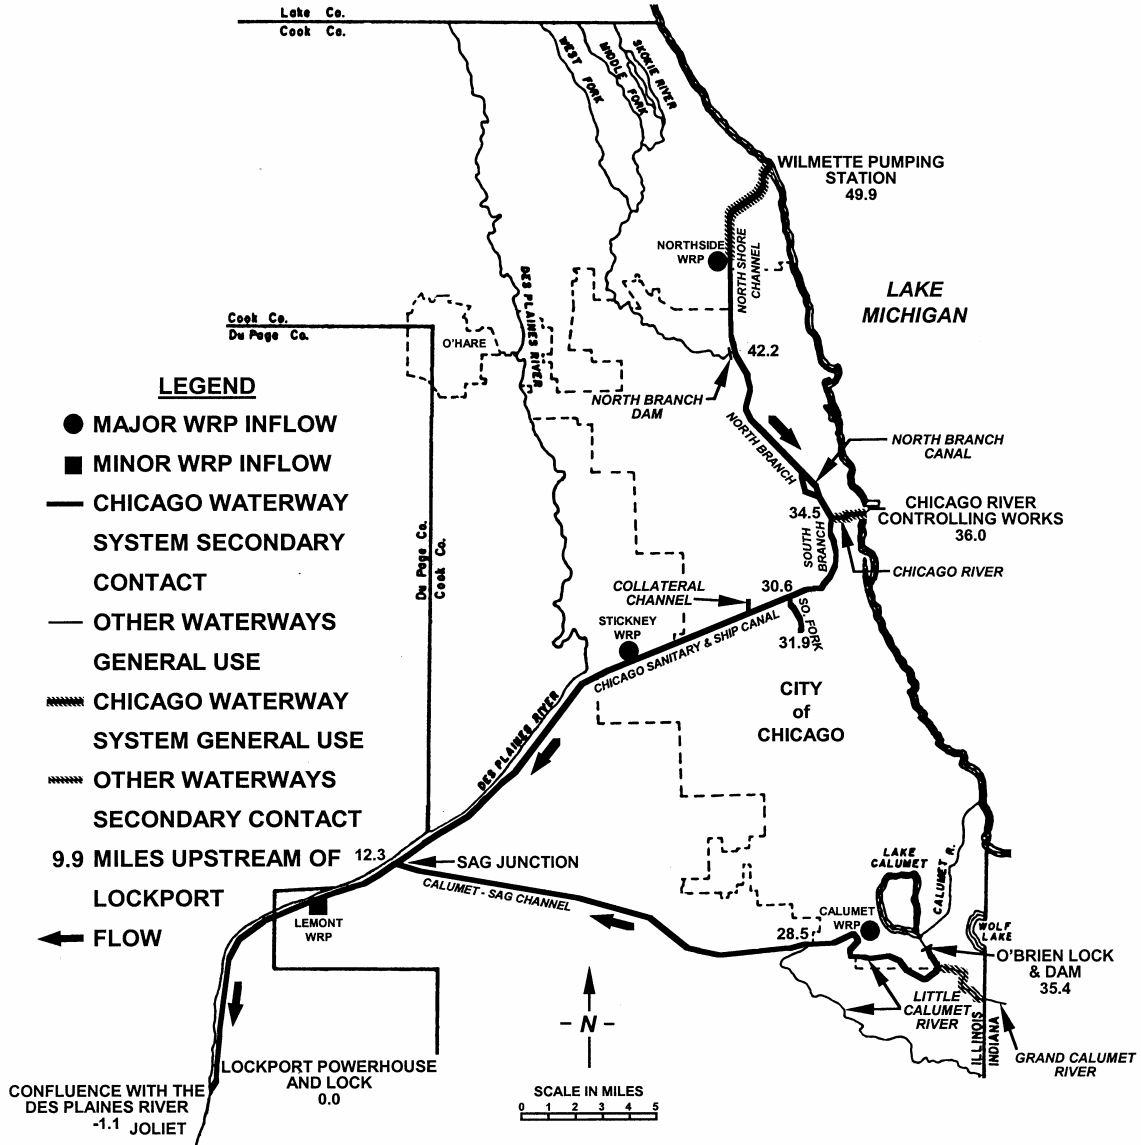 Lake Co.
Cook Co.
WEST FORK
MIDDLE FORK
SKOKIE RIVER
WILMETTE PUMPING
STATION
49.9
NORTHSIDE
WRP
NORTH SHORE
CHANNEL
DES PLAINES RIVER
LAKE
MICHIGAN
Cook Co.
Du Page Co.
O'HARE
42.2
NORTH BRANCH
DAM
NORTH BRANCH
NORTH BRANCH
CANAL
CHICAGO RIVER
CONTROLLING WORKS
36.0
34.5
SOUTH
BRANCH
CHICAGO RIVER
LEGEND
MAJOR WRP INFLOW
MINOR WRP INFLOW
CHICAGO WATERWAY
SYSTEM SECONDARY
CONTACT
OTHER WATERWAYS
GENERAL USE
CHICAGO WATERWAY
SYSTEM GENERAL USE
OTHER WATERWAYS
SECONDARY CONTACT
9.9 MILES UPSTREAM OF
LOCKPORT
FLOW
Du Page Co.
Cook Co.
COLLATERAL
CHANNEL
30.6
SO. FORK
31.9
STICKNEY
WRP
CHICAGO SANITARY & SHIP CANAL
CITY
of
CHICAGO
DES PLAINES RIVER
12.3
SAG JUNCTION
CALUMET - SAG CHANNEL
LEMONT
WRP
LAKE
CALUMET
CALUMET R.
CALUMET
WRP
28.5
WOLF
LAKE
O'BRIEN LOCK
& DAM
35.4
LITTLE
CALUMET
RIVER
ILLINOIS
INDIANA
GRAND CALUMET
RIVER
N
SCALE IN MILES
0 1 2 3 4 5
LOCKPORT POWERHOUSE
AND LOCK
0.0
CONFLUENCE WITH THE
DES PLAINES RIVER
-1.1 JOLIET